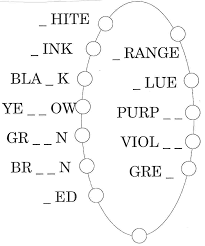 _ HITE
_ INK
BLA _ K
YE _ _ OW
GR _ _ N
BR _ _ N
_ ED
_ RANGE
_ LUE
PURP _ _
VIOL _ _
GRE _